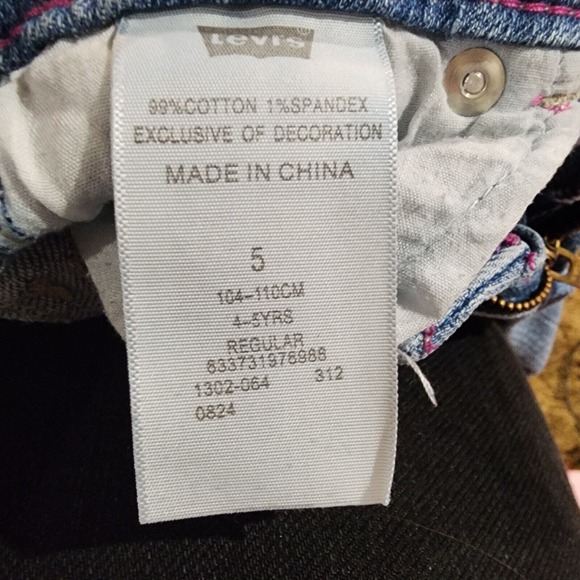 Levi's
99%COTTON 1%SPANDEX
EXCLUSIVE OF DECORATION
MADE IN CHINA
5
104-110CM
4-5YRS
REGULAR
633731976988
1302-064 312
0824